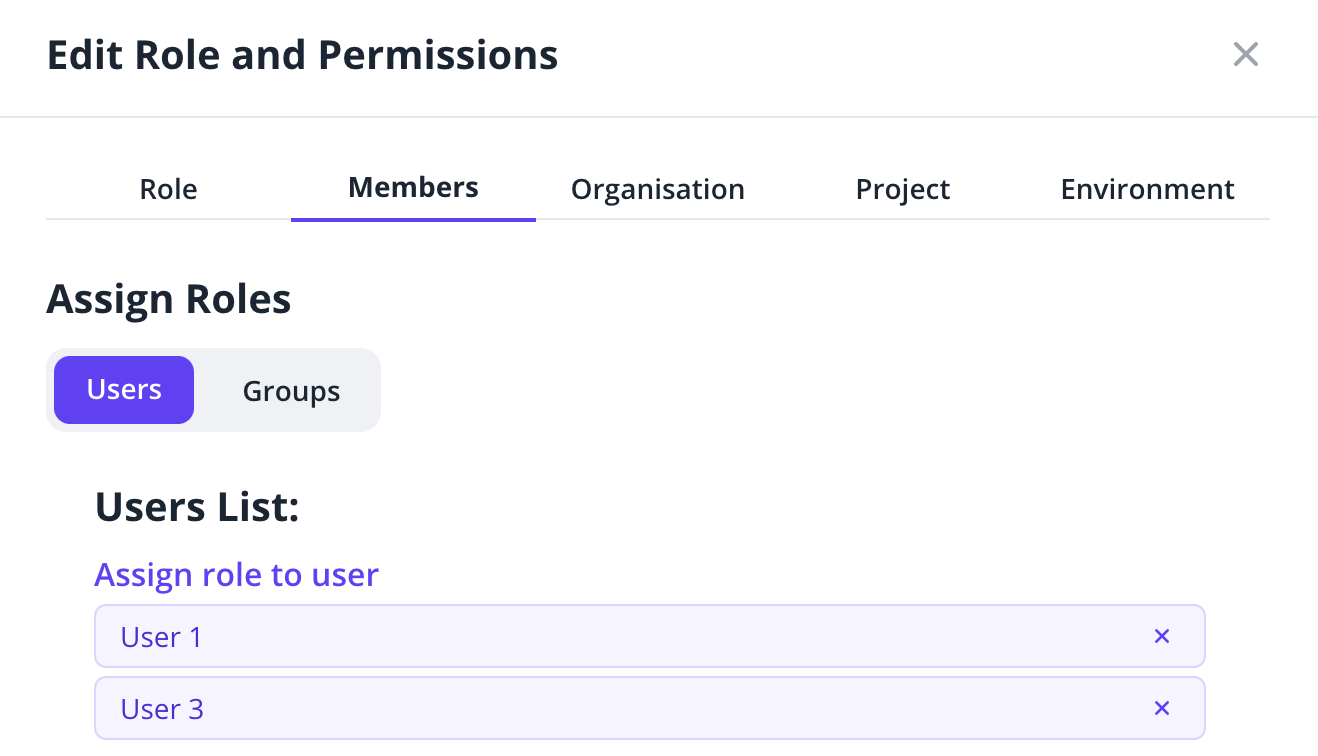 Edit Role and Permissions
Role Members Organisation Project Environment
Assign Roles
Users Groups
Users List:
Assign role to user
User 1
User 3